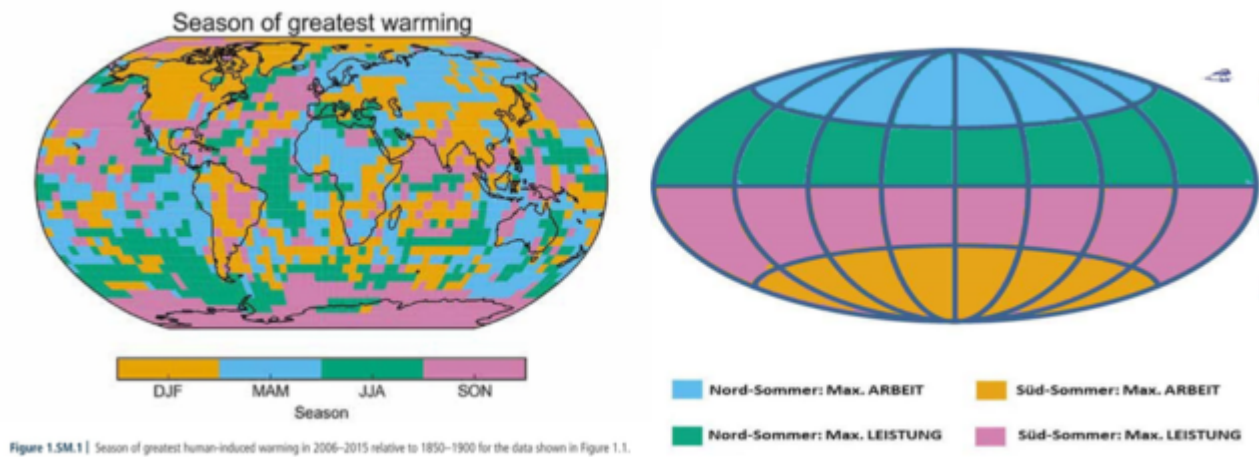 Season of greatest warming
DJF MAM JJA SON
Season
Figure 1.SM.1 | Season of greatest human-induced warming in 2006–2015 relative to 1850–1900 for the data shown in Figure 1.1.
Nord-Sommer: Max. ARBEIT
Süd-Sommer: Max. ARBEIT
Nord-Sommer: Max. LEISTUNG
Süd-Sommer: Max. LEISTUNG